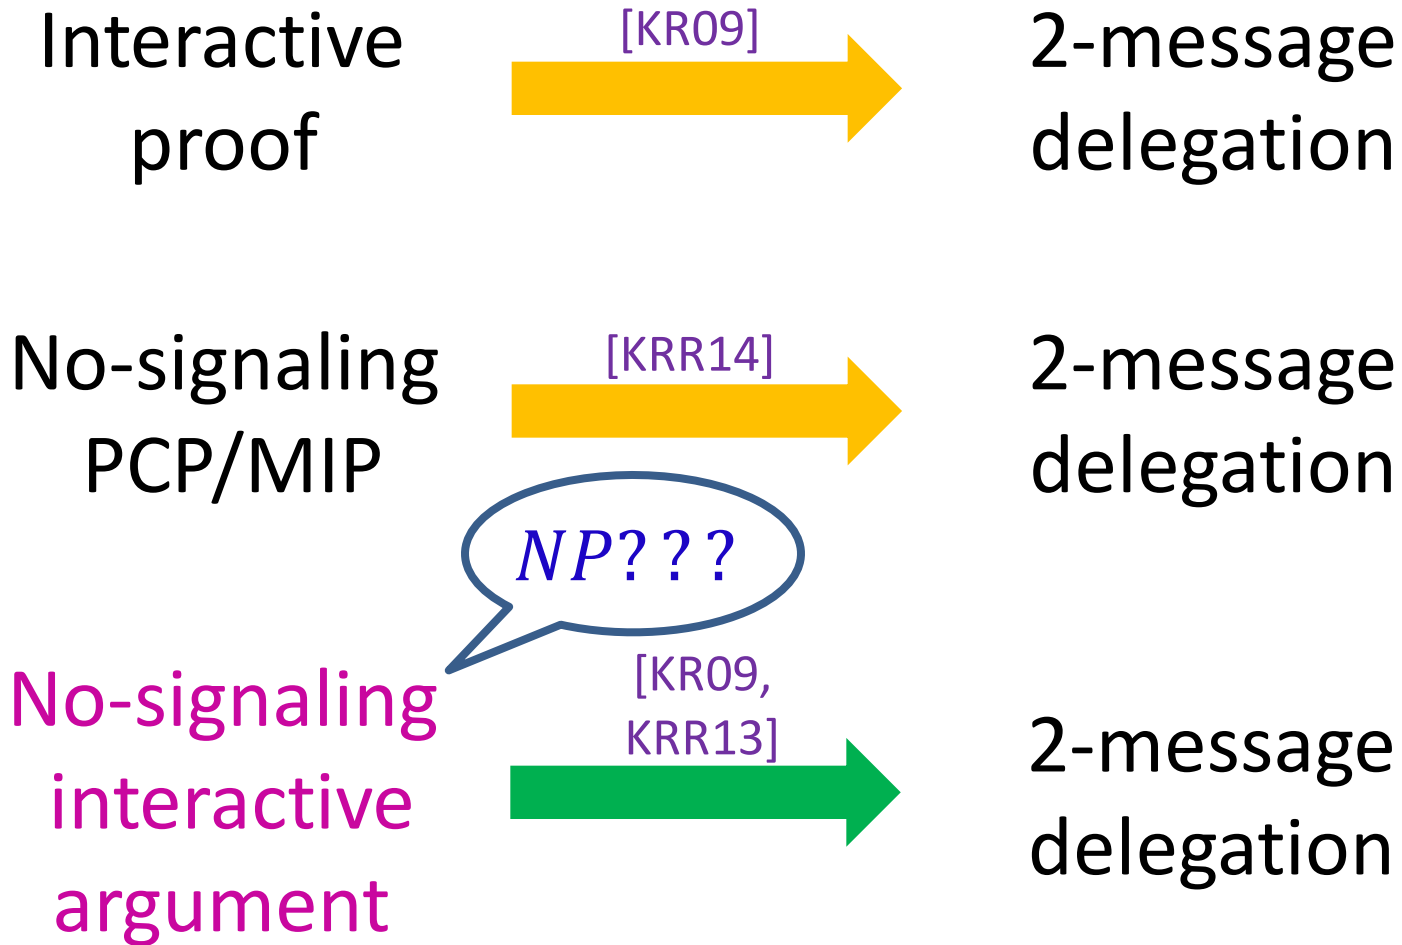 Interactive
proof
[KR09]
2-message
delegation
No-signaling
PCP/MIP
[KRR14]
2-message
delegation
NP???
No-signaling
interactive
argument
[KR09,
KRR13]
2-message
delegation